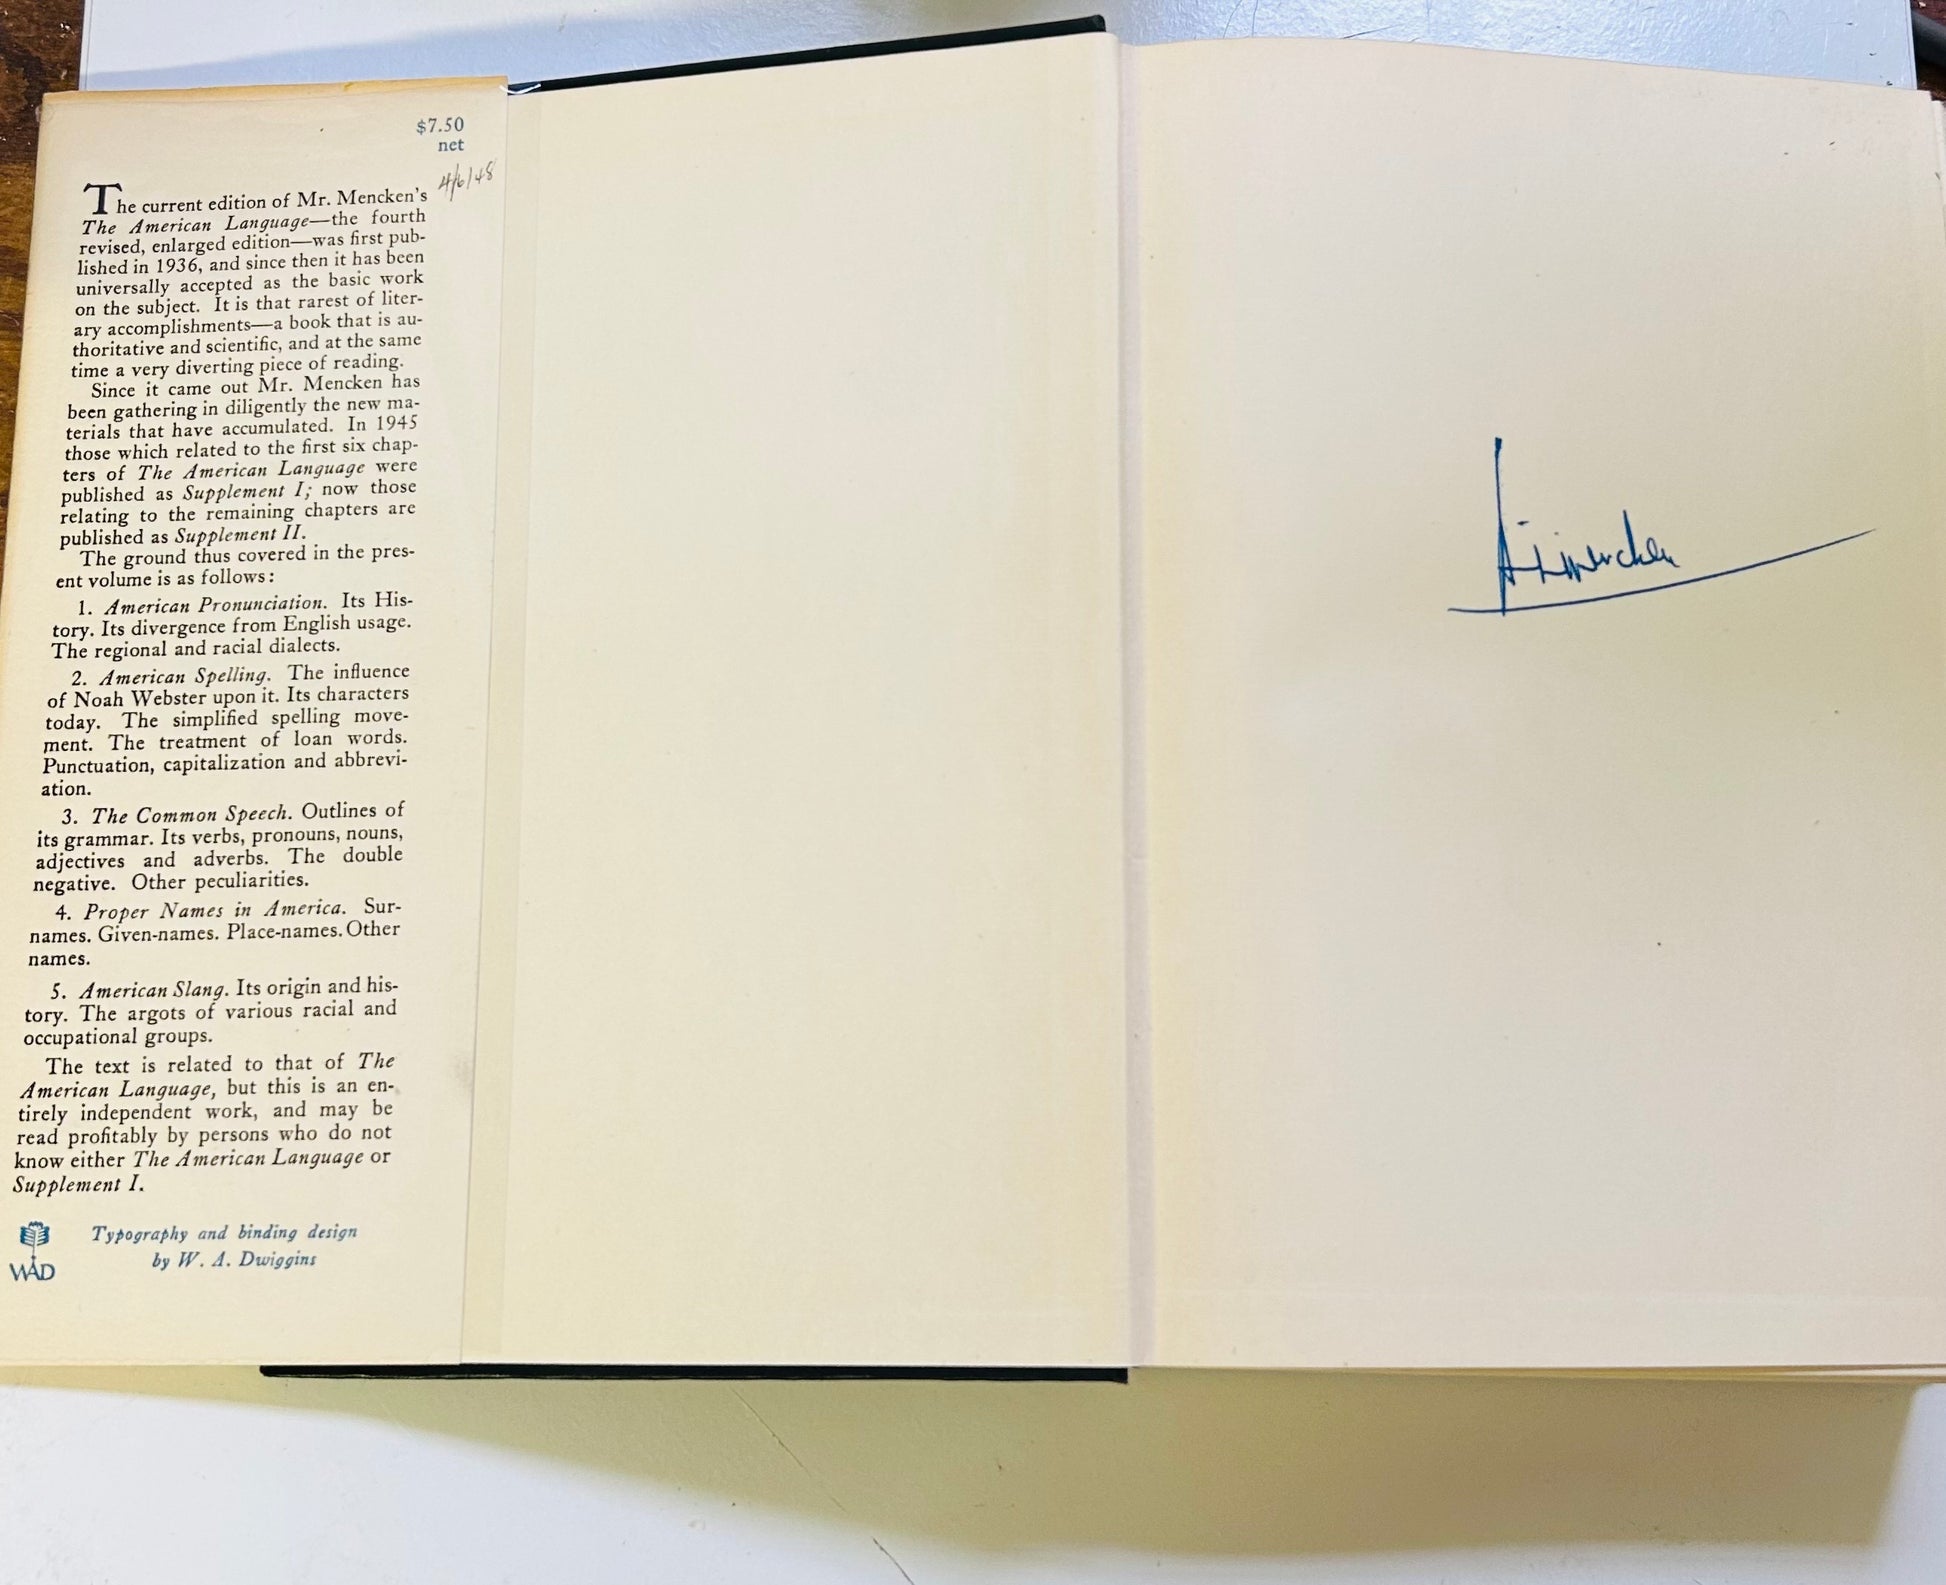 $7.50
net
4/6/48
The current edition of Mr. Mencken's
The American Language—the fourth
revised, enlarged edition—was first pub-
lished in 1936, and since then it has been
universally accepted as the basic work
on the subject. It is that rarest of liter-
ary accomplishments—a book that is au-
thoritative and scientific, and at the same
time a very diverting piece of reading.
Since it came out Mr. Mencken has
been gathering in diligently the new ma-
terials that have accumulated. In 1945
those which related to the first six chap-
ters of The American Language were
published as Supplement I; now those
relating to the remaining chapters are
published as Supplement II.
The ground thus covered in the pres-
ent volume is as follows:
1. American Pronunciation. Its His-
tory. Its divergence from English usage.
The regional and racial dialects.
2. American Spelling. The influence
of Noah Webster upon it. Its characters
today. The simplified spelling move-
ment. The treatment of loan words.
Punctuation, capitalization and abbrevi-
ation.
3. The Common Speech. Outlines of
its grammar. Its verbs, pronouns, nouns,
adjectives and adverbs. The double
negative. Other peculiarities.
4. Proper Names in America. Sur-
names. Given-names. Place-names. Other
names.
5. American Slang. Its origin and his-
tory. The argots of various racial and
occupational groups.
The text is related to that of The
American Language, but this is an en-
tirely independent work, and may be
read profitably by persons who do not
know either The American Language or
Supplement I.
WAD
Typography and binding design
by W. A. Dwiggins
H L Mencken